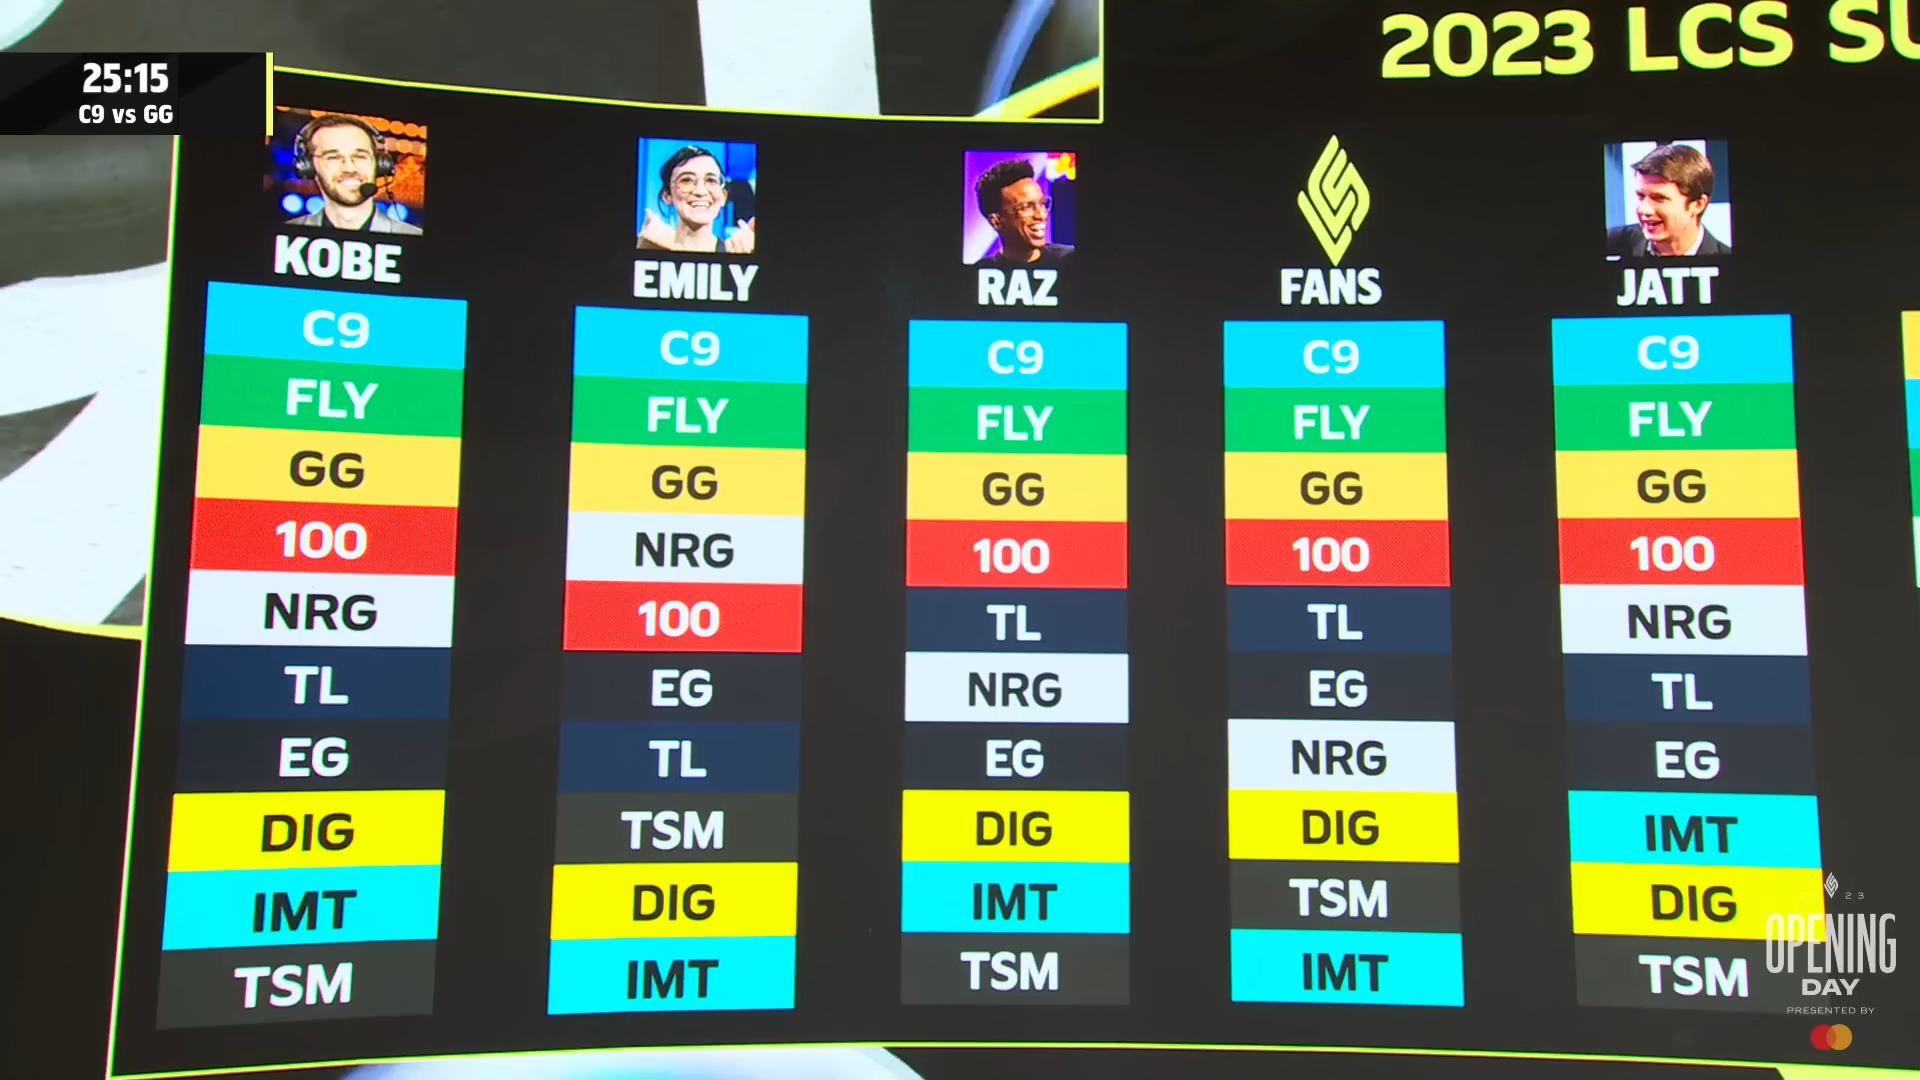 2023 LCS SU
25:15
C9 vs GG
KOBE
C9
FLY
GG
100
NRG
TL
EG
DIG
IMT
TSM
EMILY
C9
FLY
GG
NRG
100
EG
TL
TSM
DIG
IMT
RAZ
C9
FLY
GG
100
TL
NRG
EG
DIG
IMT
TSM
FANS
C9
FLY
GG
100
TL
EG
NRG
DIG
TSM
IMT
JATT
C9
FLY
GG
100
NRG
TL
EG
IMT
DIG
TSM
23
OPENING
DAY
PRESENTED BY